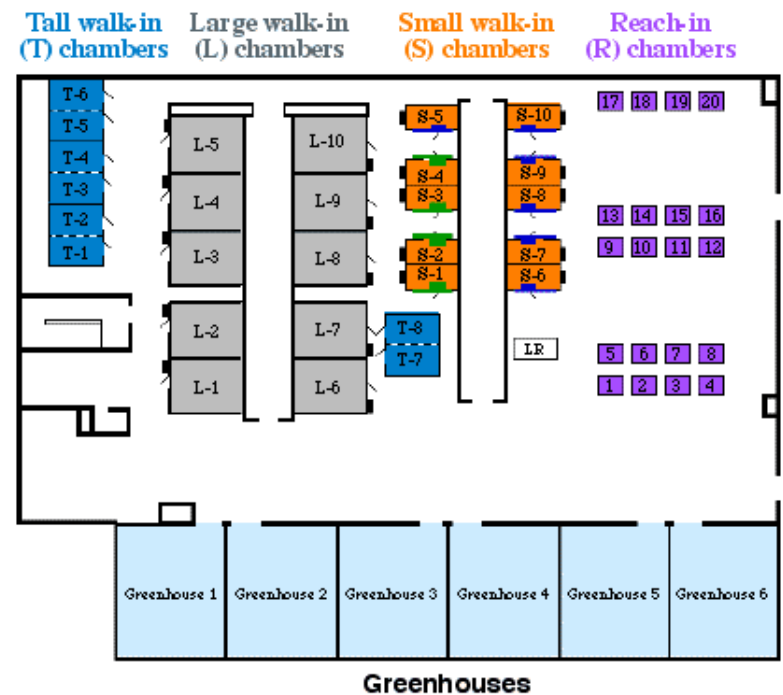 Tall walk-in
(T) chambers
Large walk-in
(L) chambers
Small walk-in
(S) chambers
Reach-in
(R) chambers
T-6
T-5
T-4
T-3
T-2
T-1
L-5
L-4
L-3
L-2
L-1
L-10
L-9
L-8
L-7
L-6
T-8
T-7
S-5
S-4
S-3
S-2
S-1
S-10
S-9
S-8
S-7
S-6
LR
17 18 19 20
13 14 15 16
9 10 11 12
5 6 7 8
1 2 3 4
Greenhouse 1
Greenhouse 2
Greenhouse 3
Greenhouse 4
Greenhouse 5
Greenhouse 6
Greenhouses